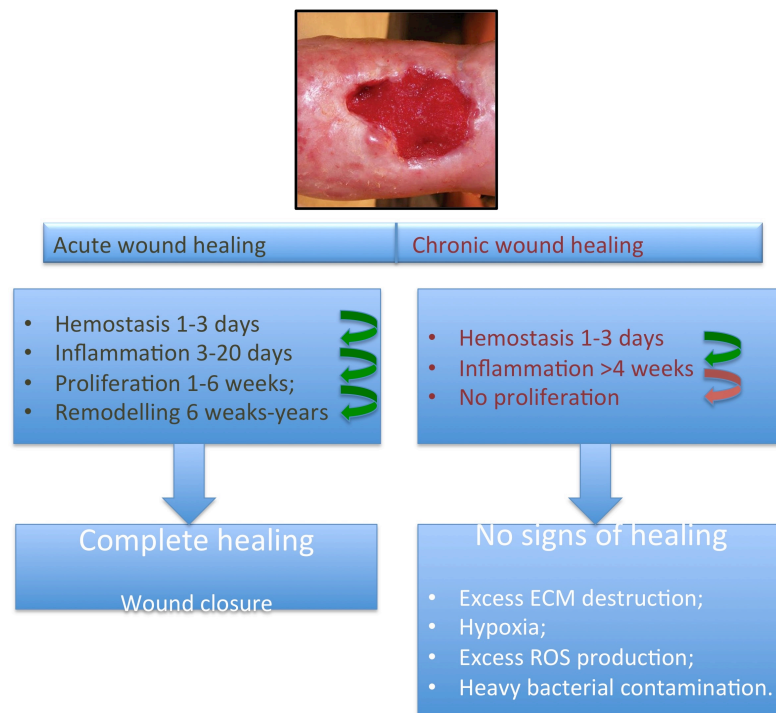 Acute wound healing
Chronic wound healing
• Hemostasis 1-3 days
• Inflammation 3-20 days
• Proliferation 1-6 weeks;
• Remodelling 6 weaks-years
• Hemostasis 1-3 days
• Inflammation >4 weeks
• No proliferation
Complete healing
Wound closure
No signs of healing
• Excess ECM destruction;
• Hypoxia;
• Excess ROS production;
• Heavy bacterial contamination.